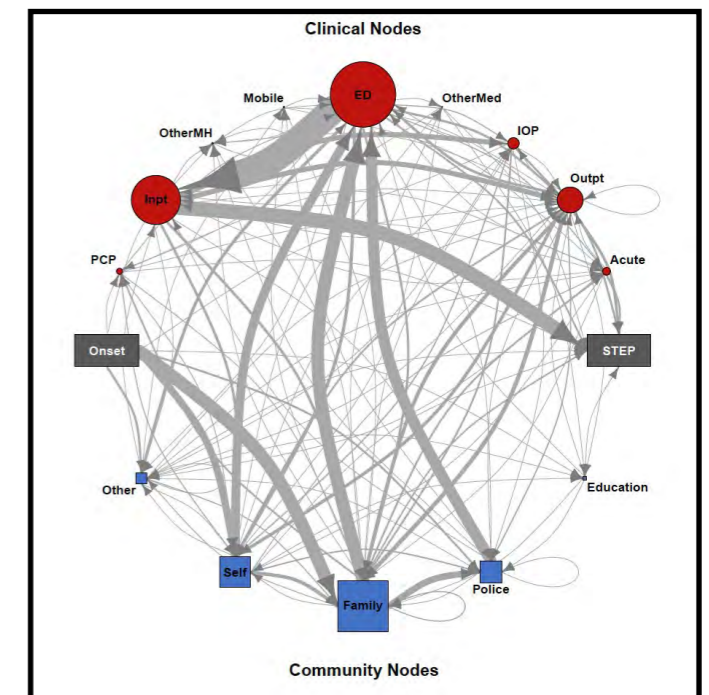 Clinical Nodes
ED
Mobile
OtherMed
OtherMH
IOP
Inpt
Outpt
PCP
Acute
Onset
STEP
Other
Education
Self
Family
Police
Community Nodes